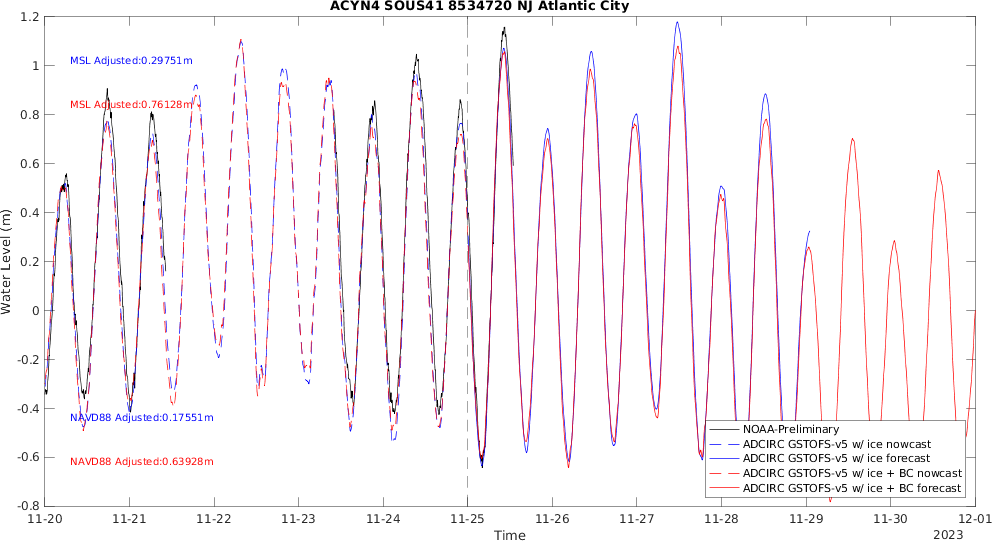 ACYN4 SOUS41 8534720 NJ Atlantic City
1.2
1
0.8
0.6
0.4
0.2
0
-0.2
-0.4
-0.6
-0.8
Water Level (m)
MSL Adjusted:0.29751m
MSL Adjusted:0.76128m
NAVD88 Adjusted:0.17551m
NAVD88 Adjusted:0.63928m
NOAA-Preliminary
ADCIRC GSTOFS-v5 w/ ice nowcast
ADCIRC GSTOFS-v5 w/ ice forecast
ADCIRC GSTOFS-v5 w/ ice + BC nowcast
ADCIRC GSTOFS-v5 w/ ice + BC forecast
11-20 11-21 11-22 11-23 11-24 11-25 11-26 11-27 11-28 11-29 11-30 12-01
Time
2023